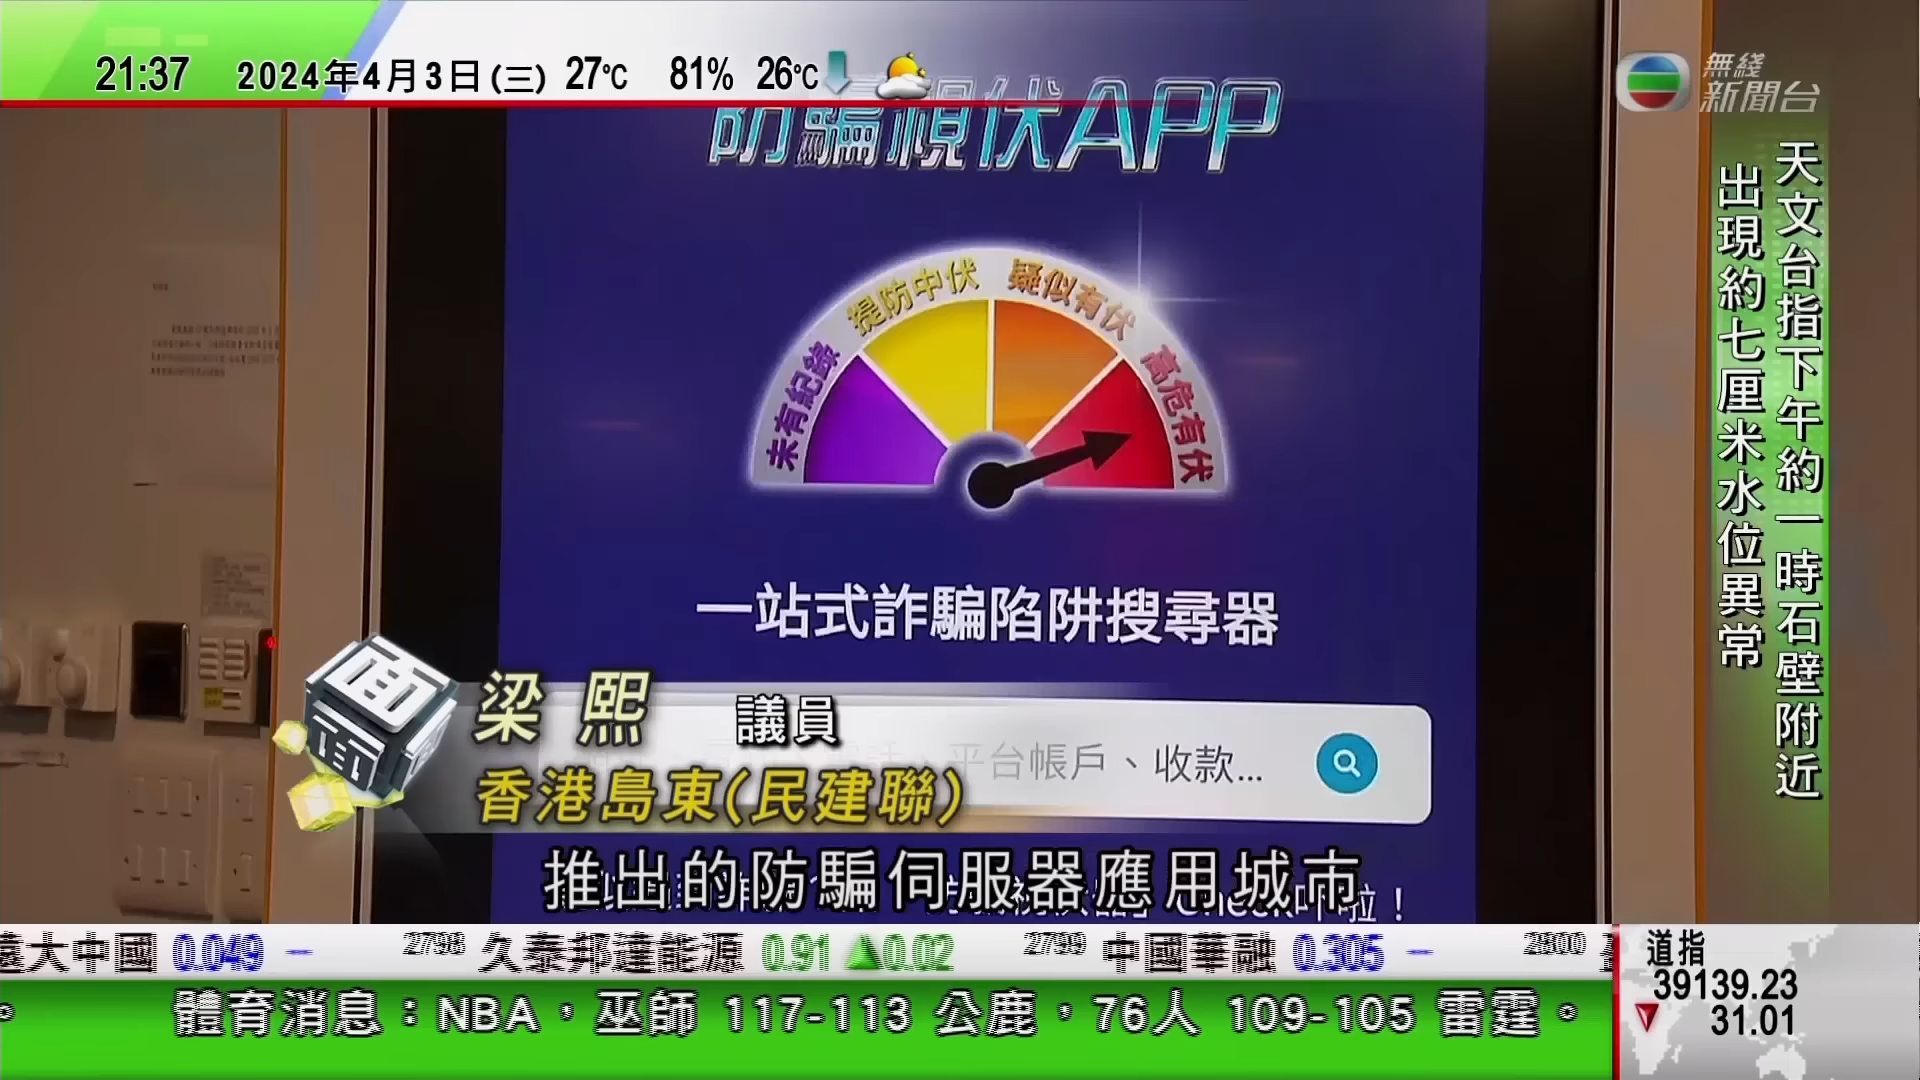 21:37 2024年4月3日(三) 27°C 81% 26°C
無綫
新聞台
防騙視伏APP
天文台指下午約一時石壁附近
出現約七厘米水位異常
未有紀錄
提防中伏
疑似有伏
高危有伏
一站式詐騙陷阱搜尋器
平台帳戶、收款...
梁熙 議員
香港島東(民建聯)
推出的防騙伺服器應用城市
大中國 0.049 – 2798 久泰邦達能源 0.91 ▲0.02 2799 中國華融 0.305 – 2800
道指
39139.23
▼ 31.01
。 體育消息：NBA，巫師 117-113 公鹿，76人 109-105 雷霆。